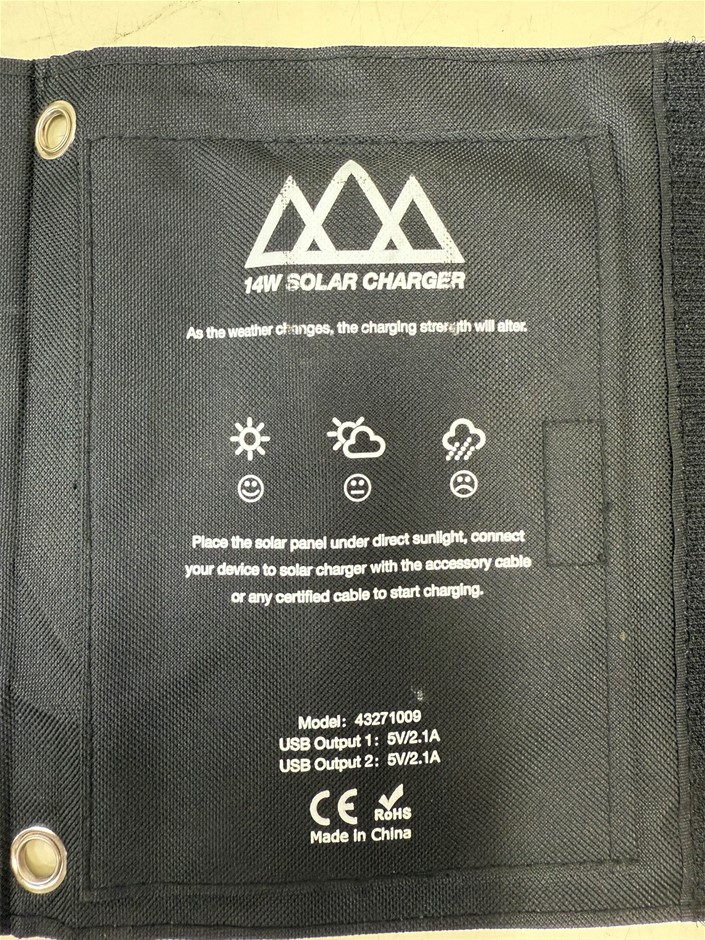 14W SOLAR CHARGER
As the weather changes, the charging strength will alter.
Place the solar panel under direct sunlight, connect
your device to solar charger with the accessory cable
or any certified cable to start charging.
Model: 43271009
USB Output 1: 5V/2.1A
USB Output 2: 5V/2.1A
CE RoHS
Made in China